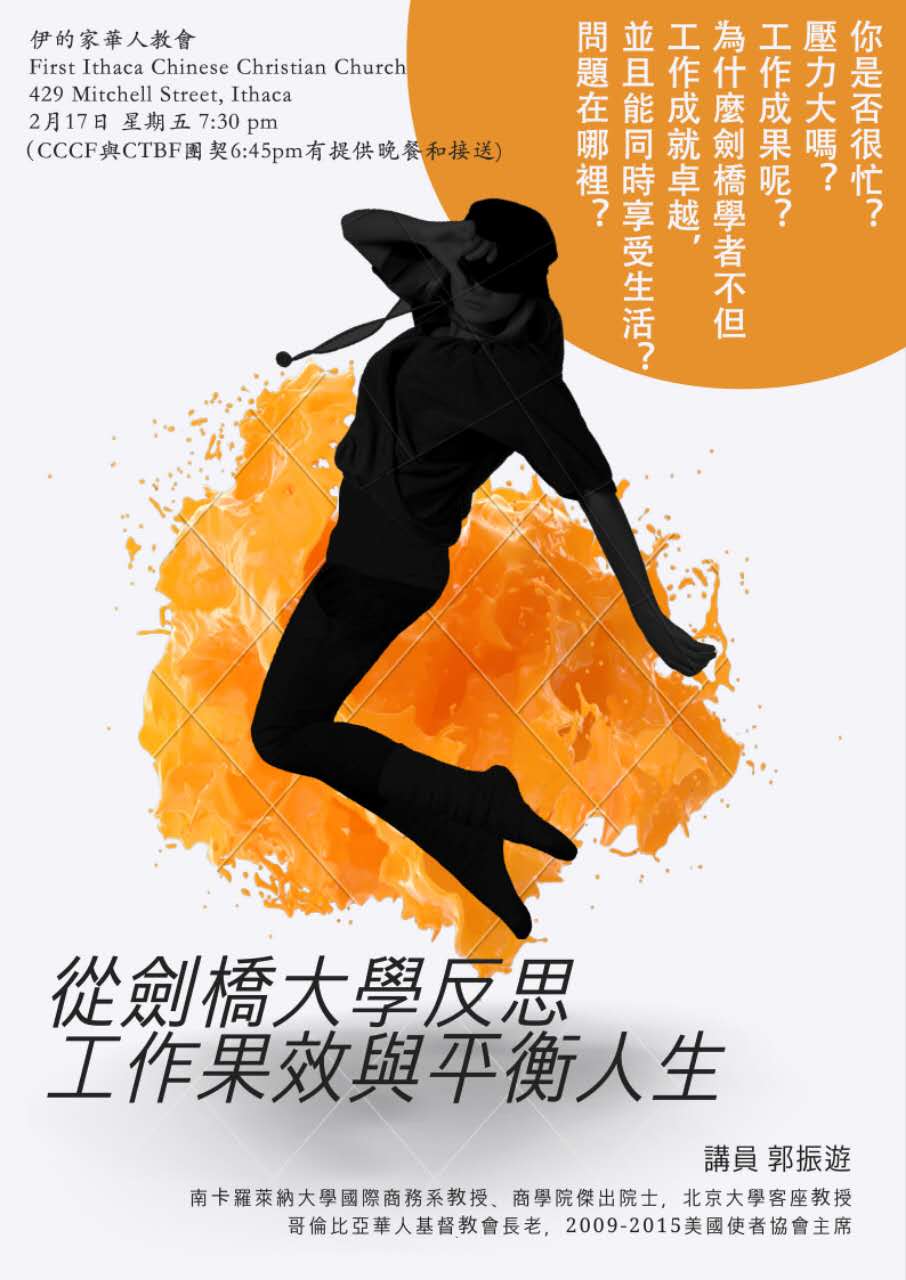 伊的家華人教會
First Ithaca Chinese Christian Church
429 Mitchell Street, Ithaca
2月17日 星期五 7:30 pm
(CCCF與CTBF團契6:45pm有提供晚餐和接送)
你是否很忙？
壓力大嗎？
工作成果呢？
為什麼劍橋學者不但
工作成就卓越，
並且能同時享受生活？
問題在哪裡？
從劍橋大學反思
工作果效與平衡人生
講員 郭振遊
南卡羅萊納大學國際商務系教授、商學院傑出院士，北京大學客座教授
哥倫比亞華人基督教會長老，2009-2015美國使者協會主席